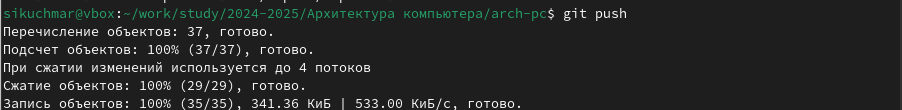 sikuchmar@vbox:~/work/study/2024-2025/Архитектура компьютера/arch-pc$ git push
Перечисление объектов: 37, готово.
Подсчет объектов: 100% (37/37), готово.
При сжатии изменений используется до 4 потоков
Сжатие объектов: 100% (29/29), готово.
Запись объектов: 100% (35/35), 341.36 КиБ | 533.00 КиБ/с, готово.